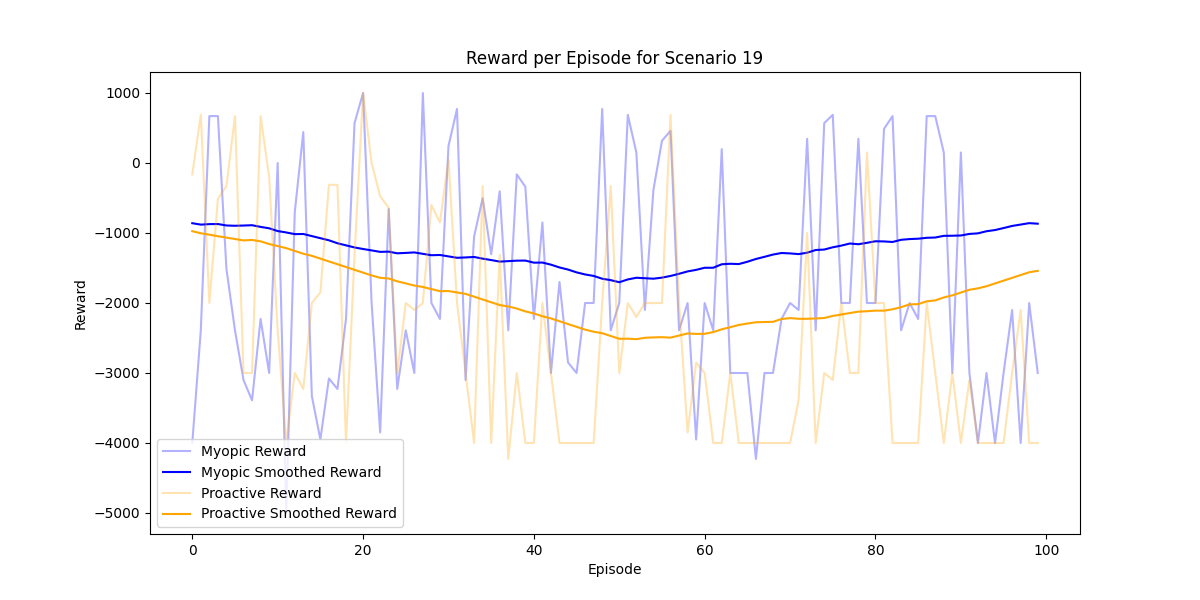 Reward per Episode for Scenario 19
Reward
1000
0
−1000
−2000
−3000
−4000
−5000
Myopic Reward
Myopic Smoothed Reward
Proactive Reward
Proactive Smoothed Reward
0 20 40 60 80 100
Episode